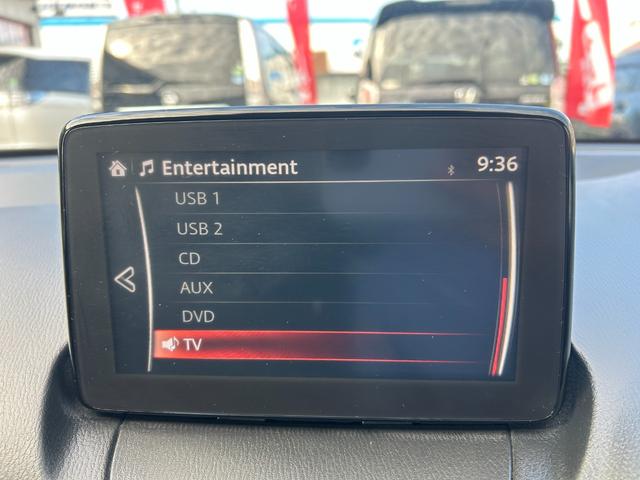 Entertainment 9:36
USB 1
USB 2
CD
AUX
DVD
TV